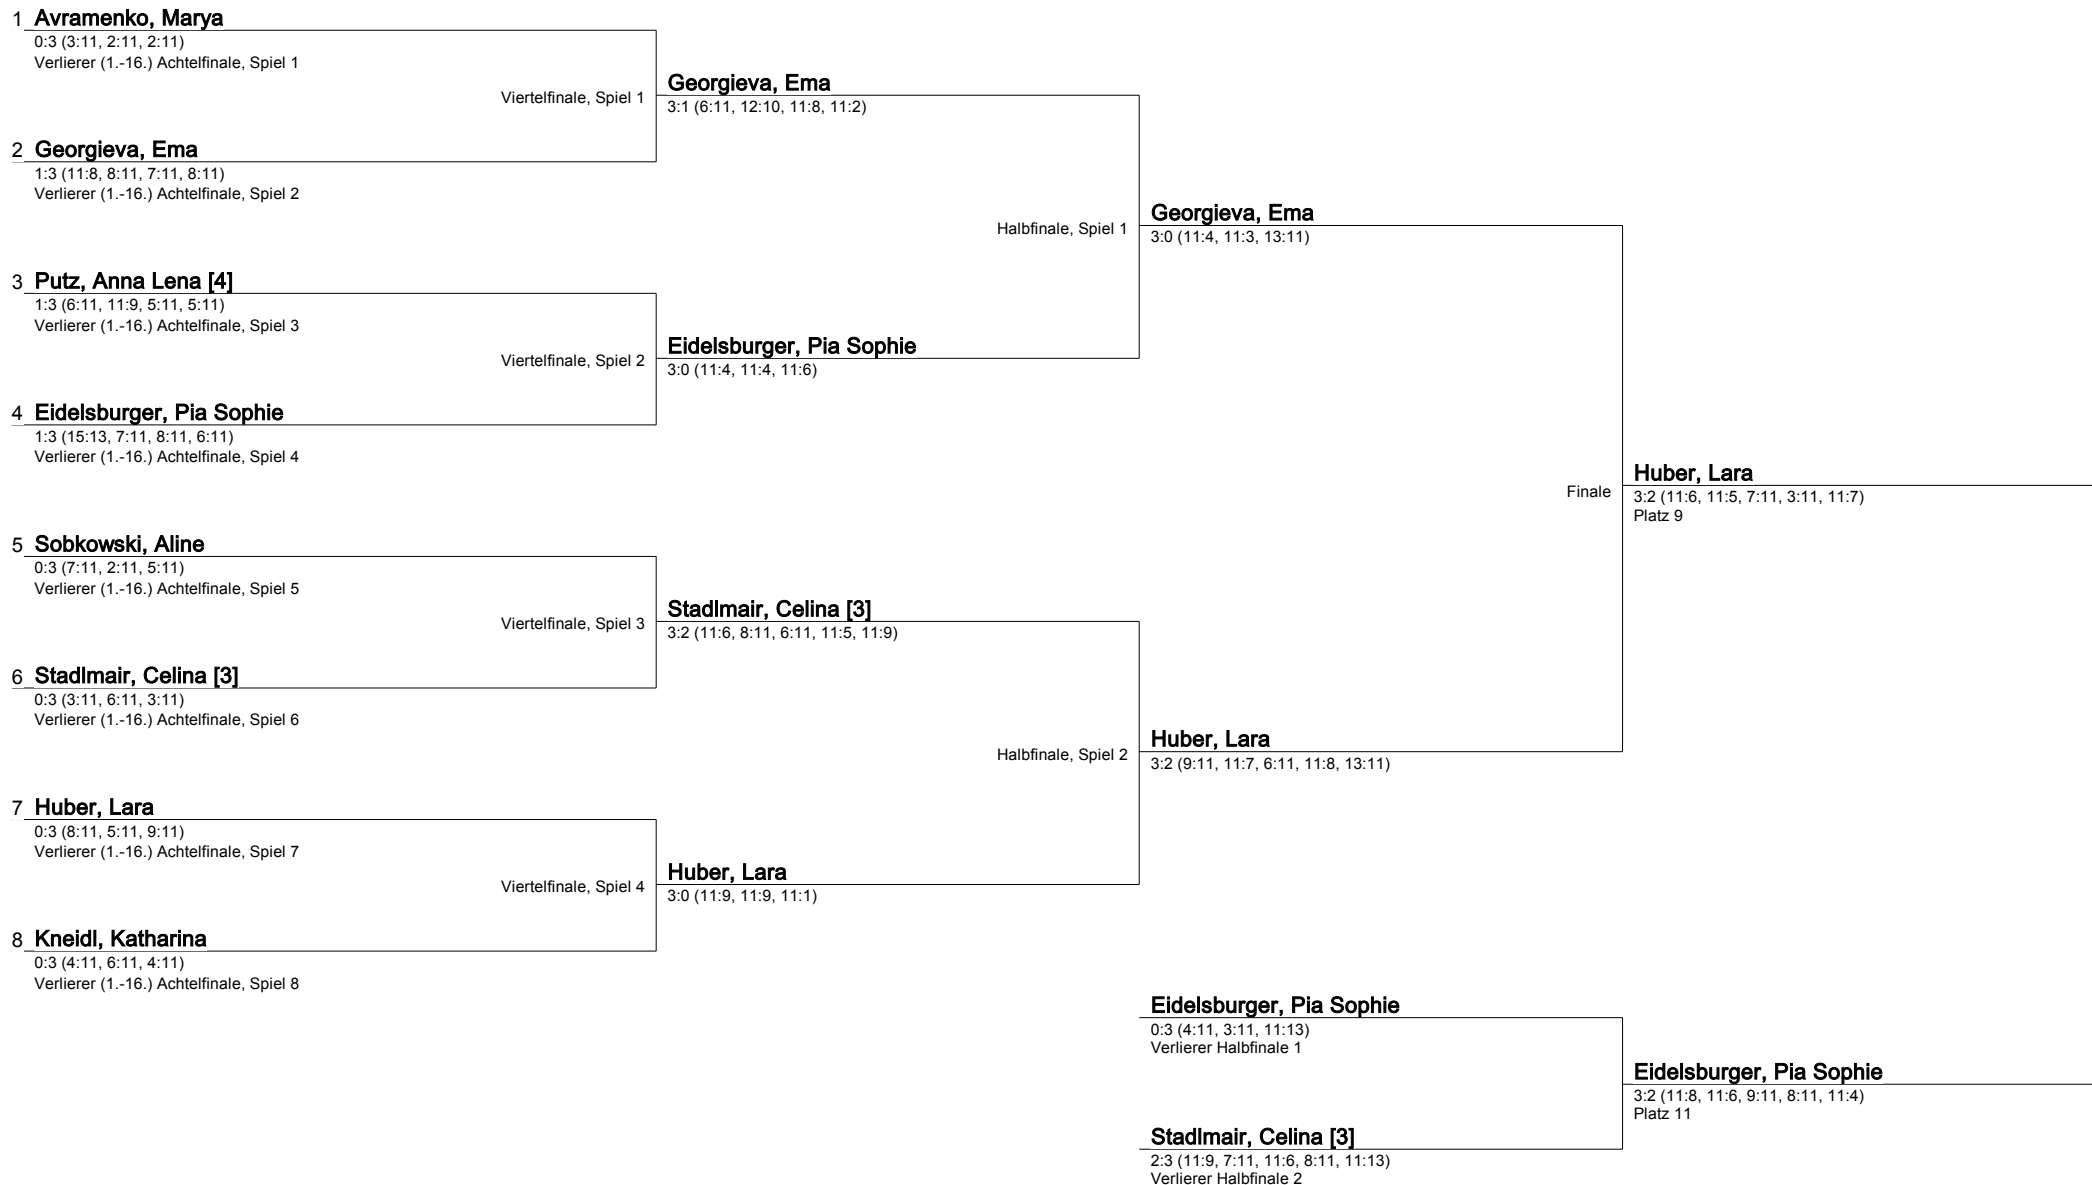 1 Avramenko, Marya
0:3 (3:11, 2:11, 2:11)
Verlierer (1.-16.) Achtelfinale, Spiel 1
Viertelfinale, Spiel 1
2 Georgieva, Ema
1:3 (11:8, 8:11, 7:11, 8:11)
Verlierer (1.-16.) Achtelfinale, Spiel 2
3 Putz, Anna Lena [4]
1:3 (6:11, 11:9, 5:11, 5:11)
Verlierer (1.-16.) Achtelfinale, Spiel 3
Viertelfinale, Spiel 2
4 Eidelsburger, Pia Sophie
1:3 (15:13, 7:11, 8:11, 6:11)
Verlierer (1.-16.) Achtelfinale, Spiel 4
5 Sobkowski, Aline
0:3 (7:11, 2:11, 5:11)
Verlierer (1.-16.) Achtelfinale, Spiel 5
Viertelfinale, Spiel 3
6 Stadlmair, Celina [3]
0:3 (3:11, 6:11, 3:11)
Verlierer (1.-16.) Achtelfinale, Spiel 6
7 Huber, Lara
0:3 (8:11, 5:11, 9:11)
Verlierer (1.-16.) Achtelfinale, Spiel 7
Viertelfinale, Spiel 4
8 Kneidl, Katharina
0:3 (4:11, 6:11, 4:11)
Verlierer (1.-16.) Achtelfinale, Spiel 8
Georgieva, Ema
3:1 (6:11, 12:10, 11:8, 11:2)
Halbfinale, Spiel 1
Eidelsburger, Pia Sophie
3:0 (11:4, 11:4, 11:6)
Stadlmair, Celina [3]
3:2 (11:6, 8:11, 6:11, 11:5, 11:9)
Halbfinale, Spiel 2
Huber, Lara
3:0 (11:9, 11:9, 11:1)
Georgieva, Ema
3:0 (11:4, 11:3, 13:11)
Finale
Huber, Lara
3:2 (9:11, 11:7, 6:11, 11:8, 13:11)
Huber, Lara
3:2 (11:6, 11:5, 7:11, 3:11, 11:7)
Platz 9
Eidelsburger, Pia Sophie
0:3 (4:11, 3:11, 11:13)
Verlierer Halbfinale 1
Stadlmair, Celina [3]
2:3 (11:9, 7:11, 11:6, 8:11, 11:13)
Verlierer Halbfinale 2
Eidelsburger, Pia Sophie
3:2 (11:8, 11:6, 9:11, 8:11, 11:4)
Platz 11